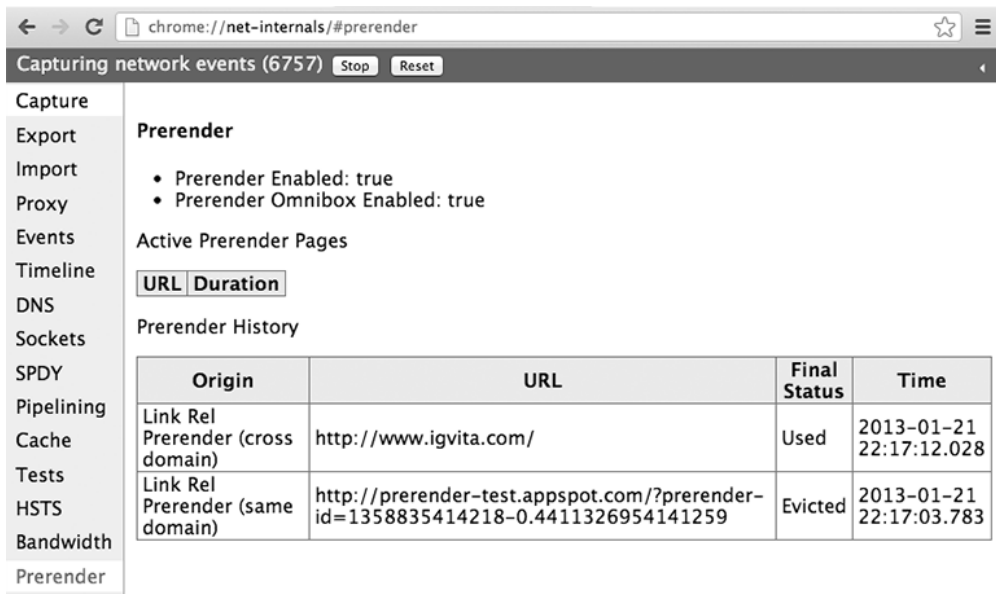 chrome://net-internals/#prerender
Capturing network events (6757) Stop Reset
Capture
Export
Import
Proxy
Events
Timeline
DNS
Sockets
SPDY
Pipelining
Cache
Tests
HSTS
Bandwidth
Prerender
Prerender
• Prerender Enabled: true
• Prerender Omnibox Enabled: true
Active Prerender Pages
URL Duration
Prerender History
Origin URL Final Status Time
Link Rel
Prerender (cross
domain)
http://www.igvita.com/
Used
2013-01-21
22:17:12.028
Link Rel
Prerender (same
domain)
http://prerender-test.appspot.com/?prerender-
id=1358835414218-0.4411326954141259
Evicted
2013-01-21
22:17:03.783